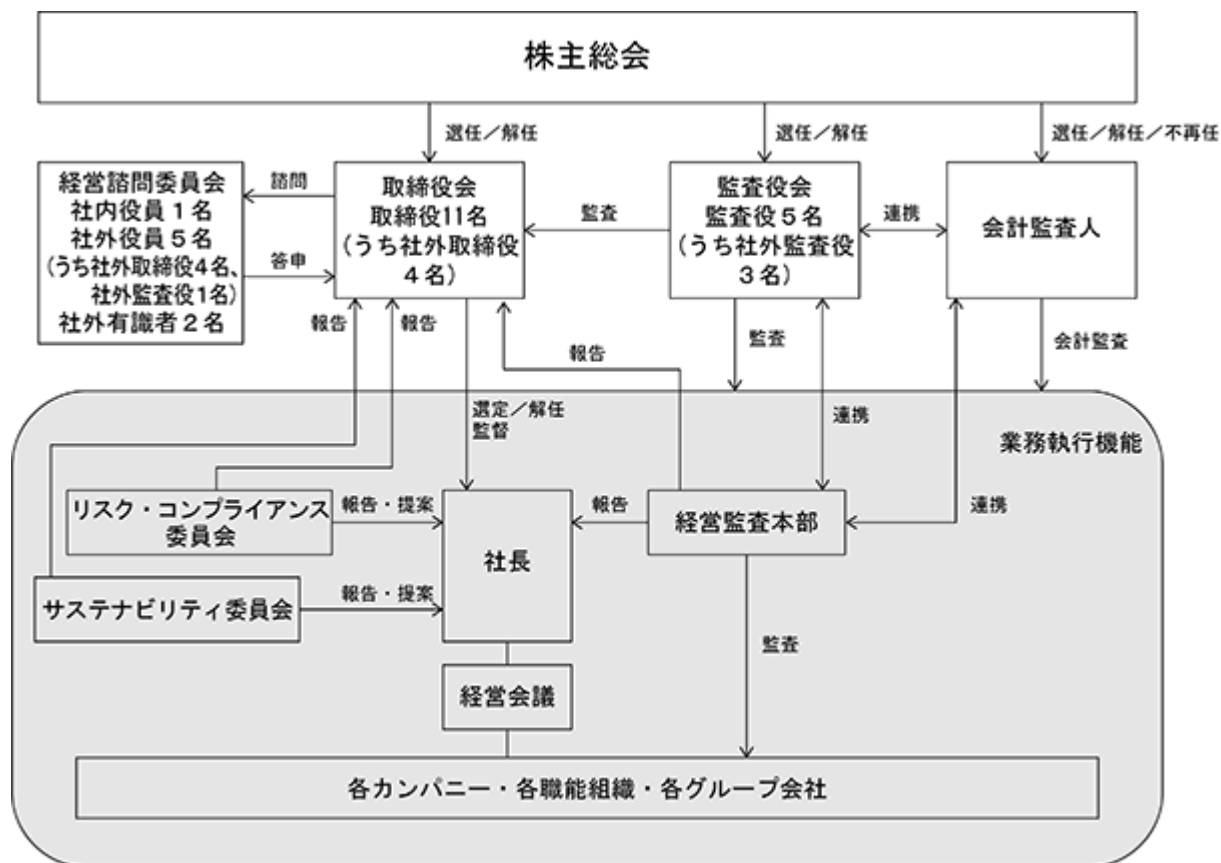 株主総会
選任／解任
選任／解任
選任／解任／不再任
経営諮問委員会
社内役員１名
社外役員５名
(うち社外取締役4名、
社外監査役1名)
社外有識者２名
諮問
答申
取締役会
取締役11名
(うち社外取締役
４名)
監査
監査役会
監査役５名
(うち社外監査役
３名)
連携
会計監査人
報告
報告
報告
監査
会計監査
選定／解任
監督
連携
業務執行機能
リスク・コンプライアンス
委員会
報告・提案
社長
報告
経営監査本部
連携
サステナビリティ委員会
報告・提案
監査
経営会議
各カンパニー・各職能組織・各グループ会社